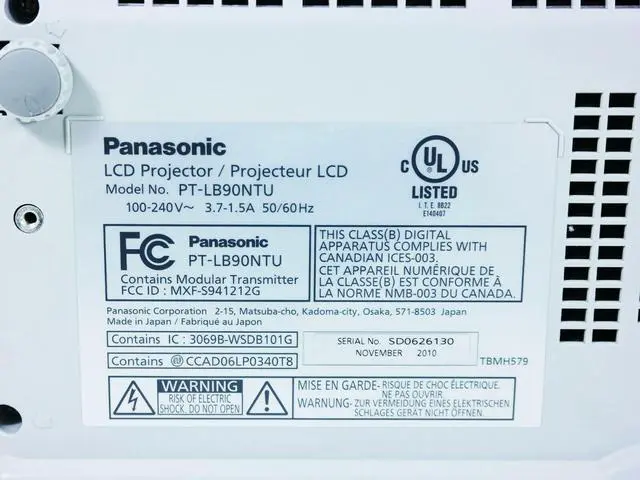 Panasonic
LCD Projector / Projecteur LCD
Model No. PT-LB90NTU
100-240V~ 3.7-1.5A 50/60Hz
C UL US
LISTED
I. T. E. 8B22
E140407
FC Panasonic
PT-LB90NTU
Contains Modular Transmitter
FCC ID : MXF-S941212G
THIS CLASS(B) DIGITAL
APPARATUS COMPLIES WITH
CANADIAN ICES-003.
CET APPAREIL NUMÉRIQUE DE
LA CLASSE(B) EST CONFORME À
LA NORME NMB-003 DU CANADA.
Panasonic Corporation 2-15, Matsuba-cho, Kadoma-city, Osaka, 571-8503 Japan
Made in Japan / Fabriqué au Japon
Contains IC : 3069B-WSDB101G
Contains CCAD06LP0340T8
SERIAL No. SD0626130
NOVEMBER 2010
TBMH579
WARNING
RISK OF ELECTRIC
SHOCK. DO NOT OPEN
MISE EN GARDE- RISQUE DE CHOC ÉLECTRIQUE.
NE PAS OUVRIR.
WARNUNG- ZUR VERMEIDUNG EINES ELEKTRISCHEN
SCHLAGES GERÄT NICHT ÖFFNEN.